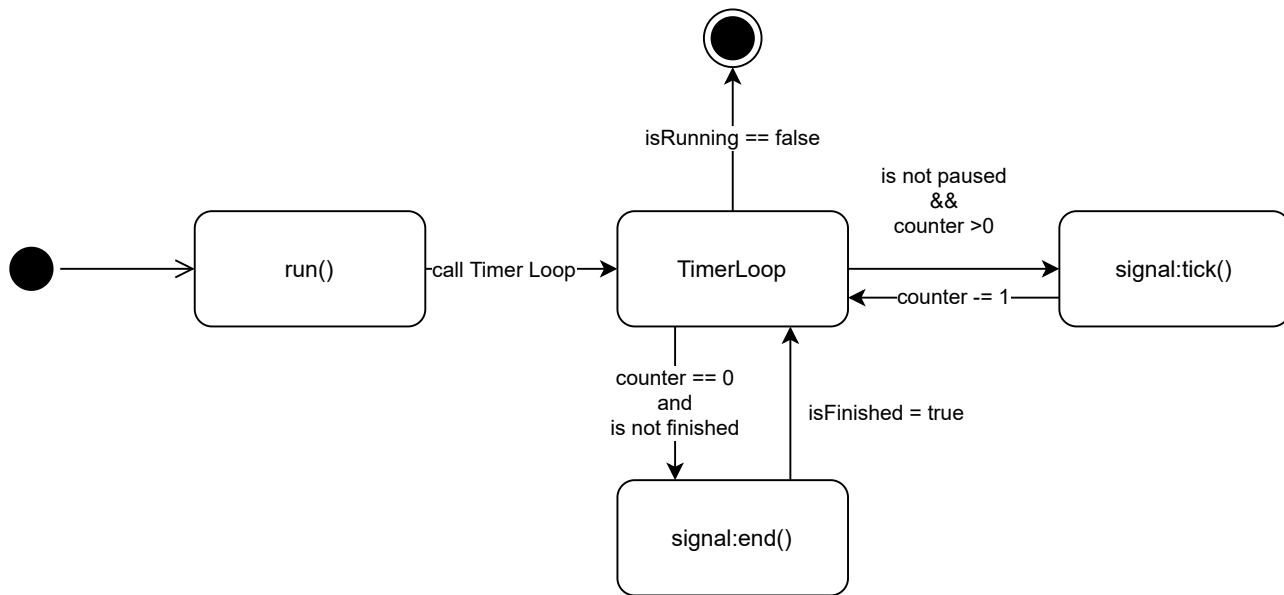 isRunning == false
is not paused
&&
counter >0
run()
call Timer Loop
TimerLoop
signal:tick()
counter -= 1
counter == 0
and
is not finished
isFinished = true
signal:end()